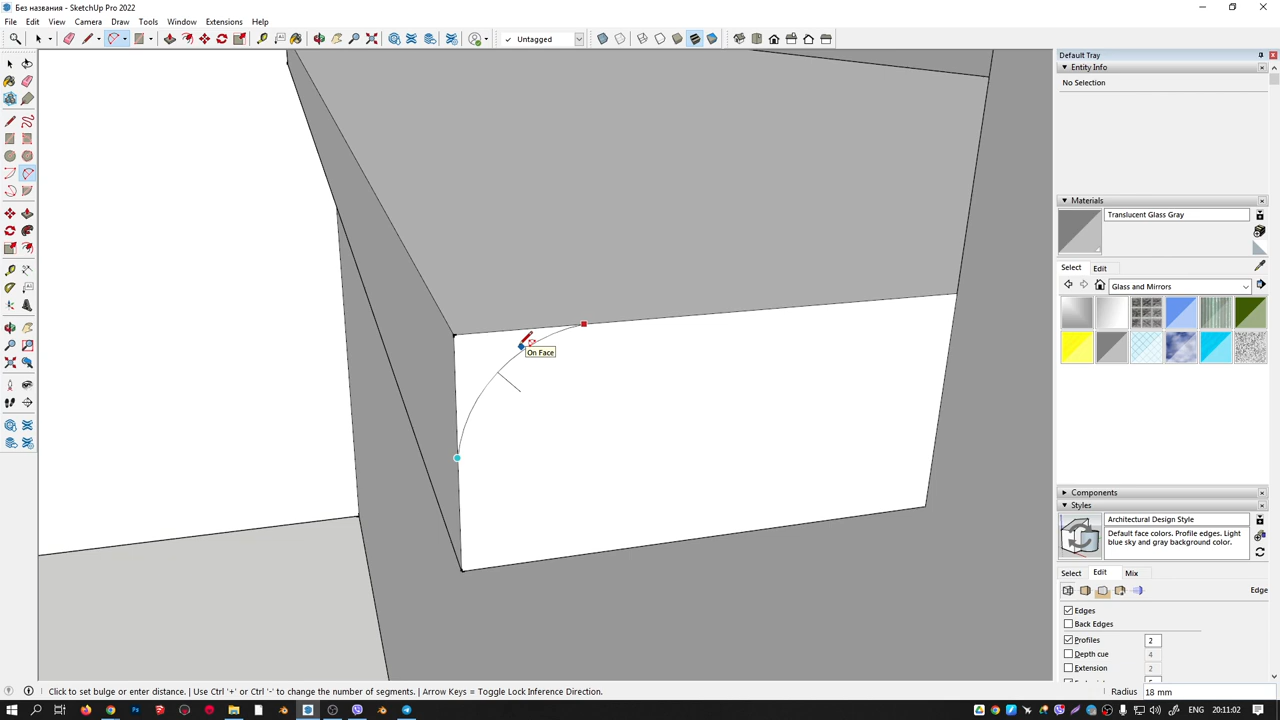 Без названия - SketchUp Pro 2022
File Edit View Camera Draw Tools Window Extensions Help
Untagged
Default Tray
Entity Info
No Selection
Materials
Translucent Glass Gray
Select Edit
Glass and Mirrors
On Face
Components
Styles
Architectural Design Style
Default face colors. Profile edges. Light
blue sky and gray background color.
Select Edit Mix
Edge
Edges
Back Edges
Profiles 2
Depth cue 4
Extension 2
Click to set bulge or enter distance. | Use Ctrl '+' or Ctrl '-' to change the number of segments. | Arrow Keys = Toggle Lock Inference Direction.
Radius 18 mm
ENG 20:11:02